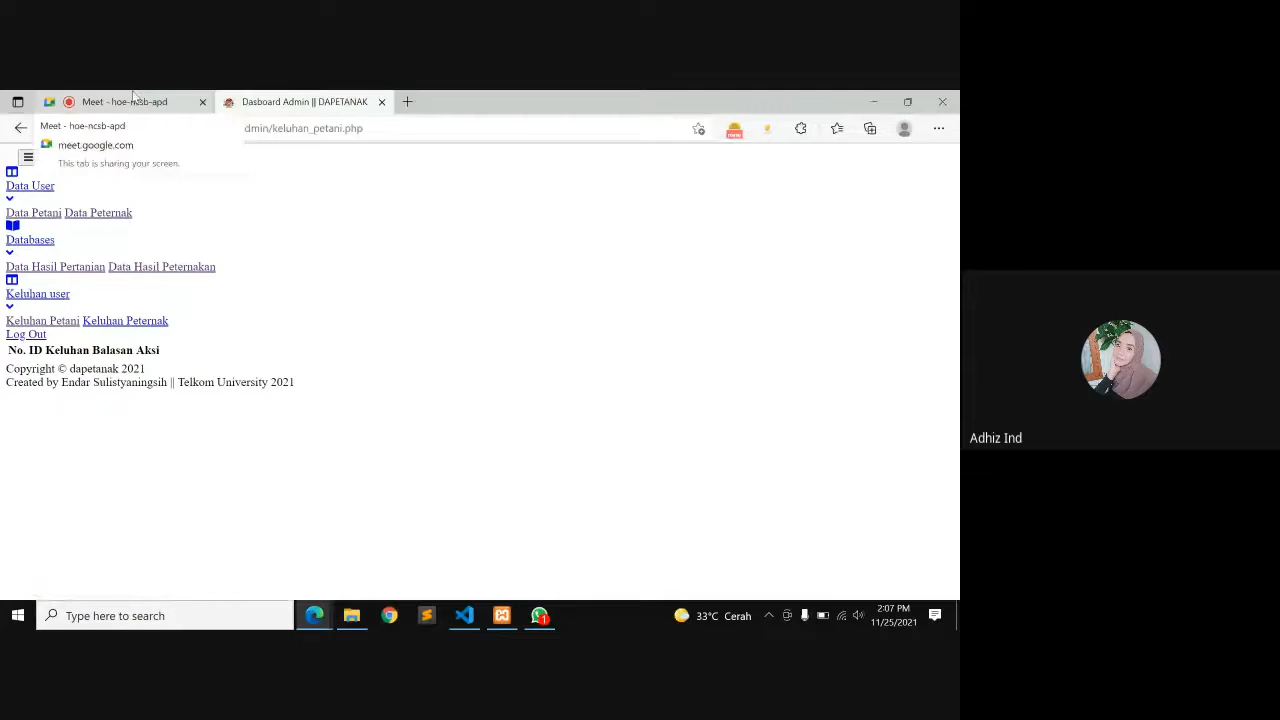 Meet - hoe-ncsb-apd
Dasboard Admin || DAPETANAK
Meet - hoe-ncsb-apd
meet.google.com
This tab is sharing your screen.
dmin/keluhan_petani.php
new
Data User
Data Petani Data Peternak
Databases
Data Hasil Pertanian Data Hasil Peternakan
Keluhan user
Keluhan Petani Keluhan Peternak
Log Out
No. ID Keluhan Balasan Aksi
Copyright © dapetanak 2021
Created by Endar Sulistyaningsih || Telkom University 2021
Adhiz Ind
Type here to search
1
33°C Cerah
2:07 PM
11/25/2021